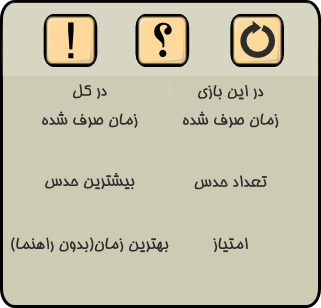 ! ؟
در این بازی در کل
زمان صرف شده زمان صرف شده
تعداد حدس بیشترین حدس
امتیاز بهترین زمان(بدون راهنما)